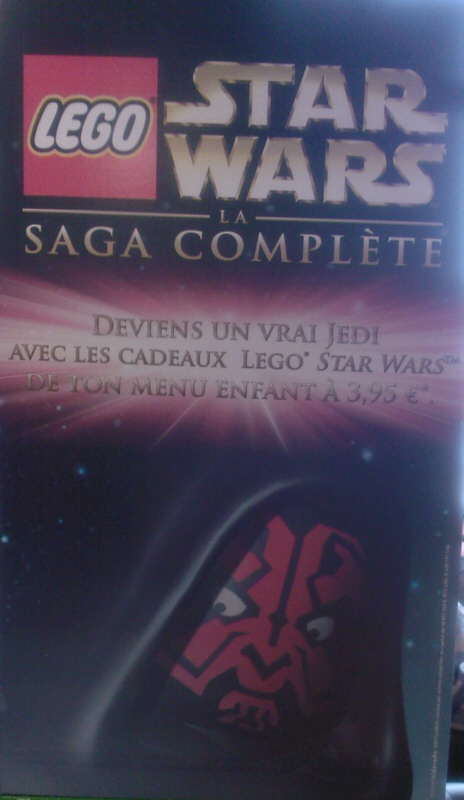 LEGO®
STAR
WARS
LA
SAGA COMPLÈTE
DEVIENS UN VRAI JEDI
AVEC LES CADEAUX LEGO® STAR WARS™
DE TON MENU ENFANT À 3,95 €*.